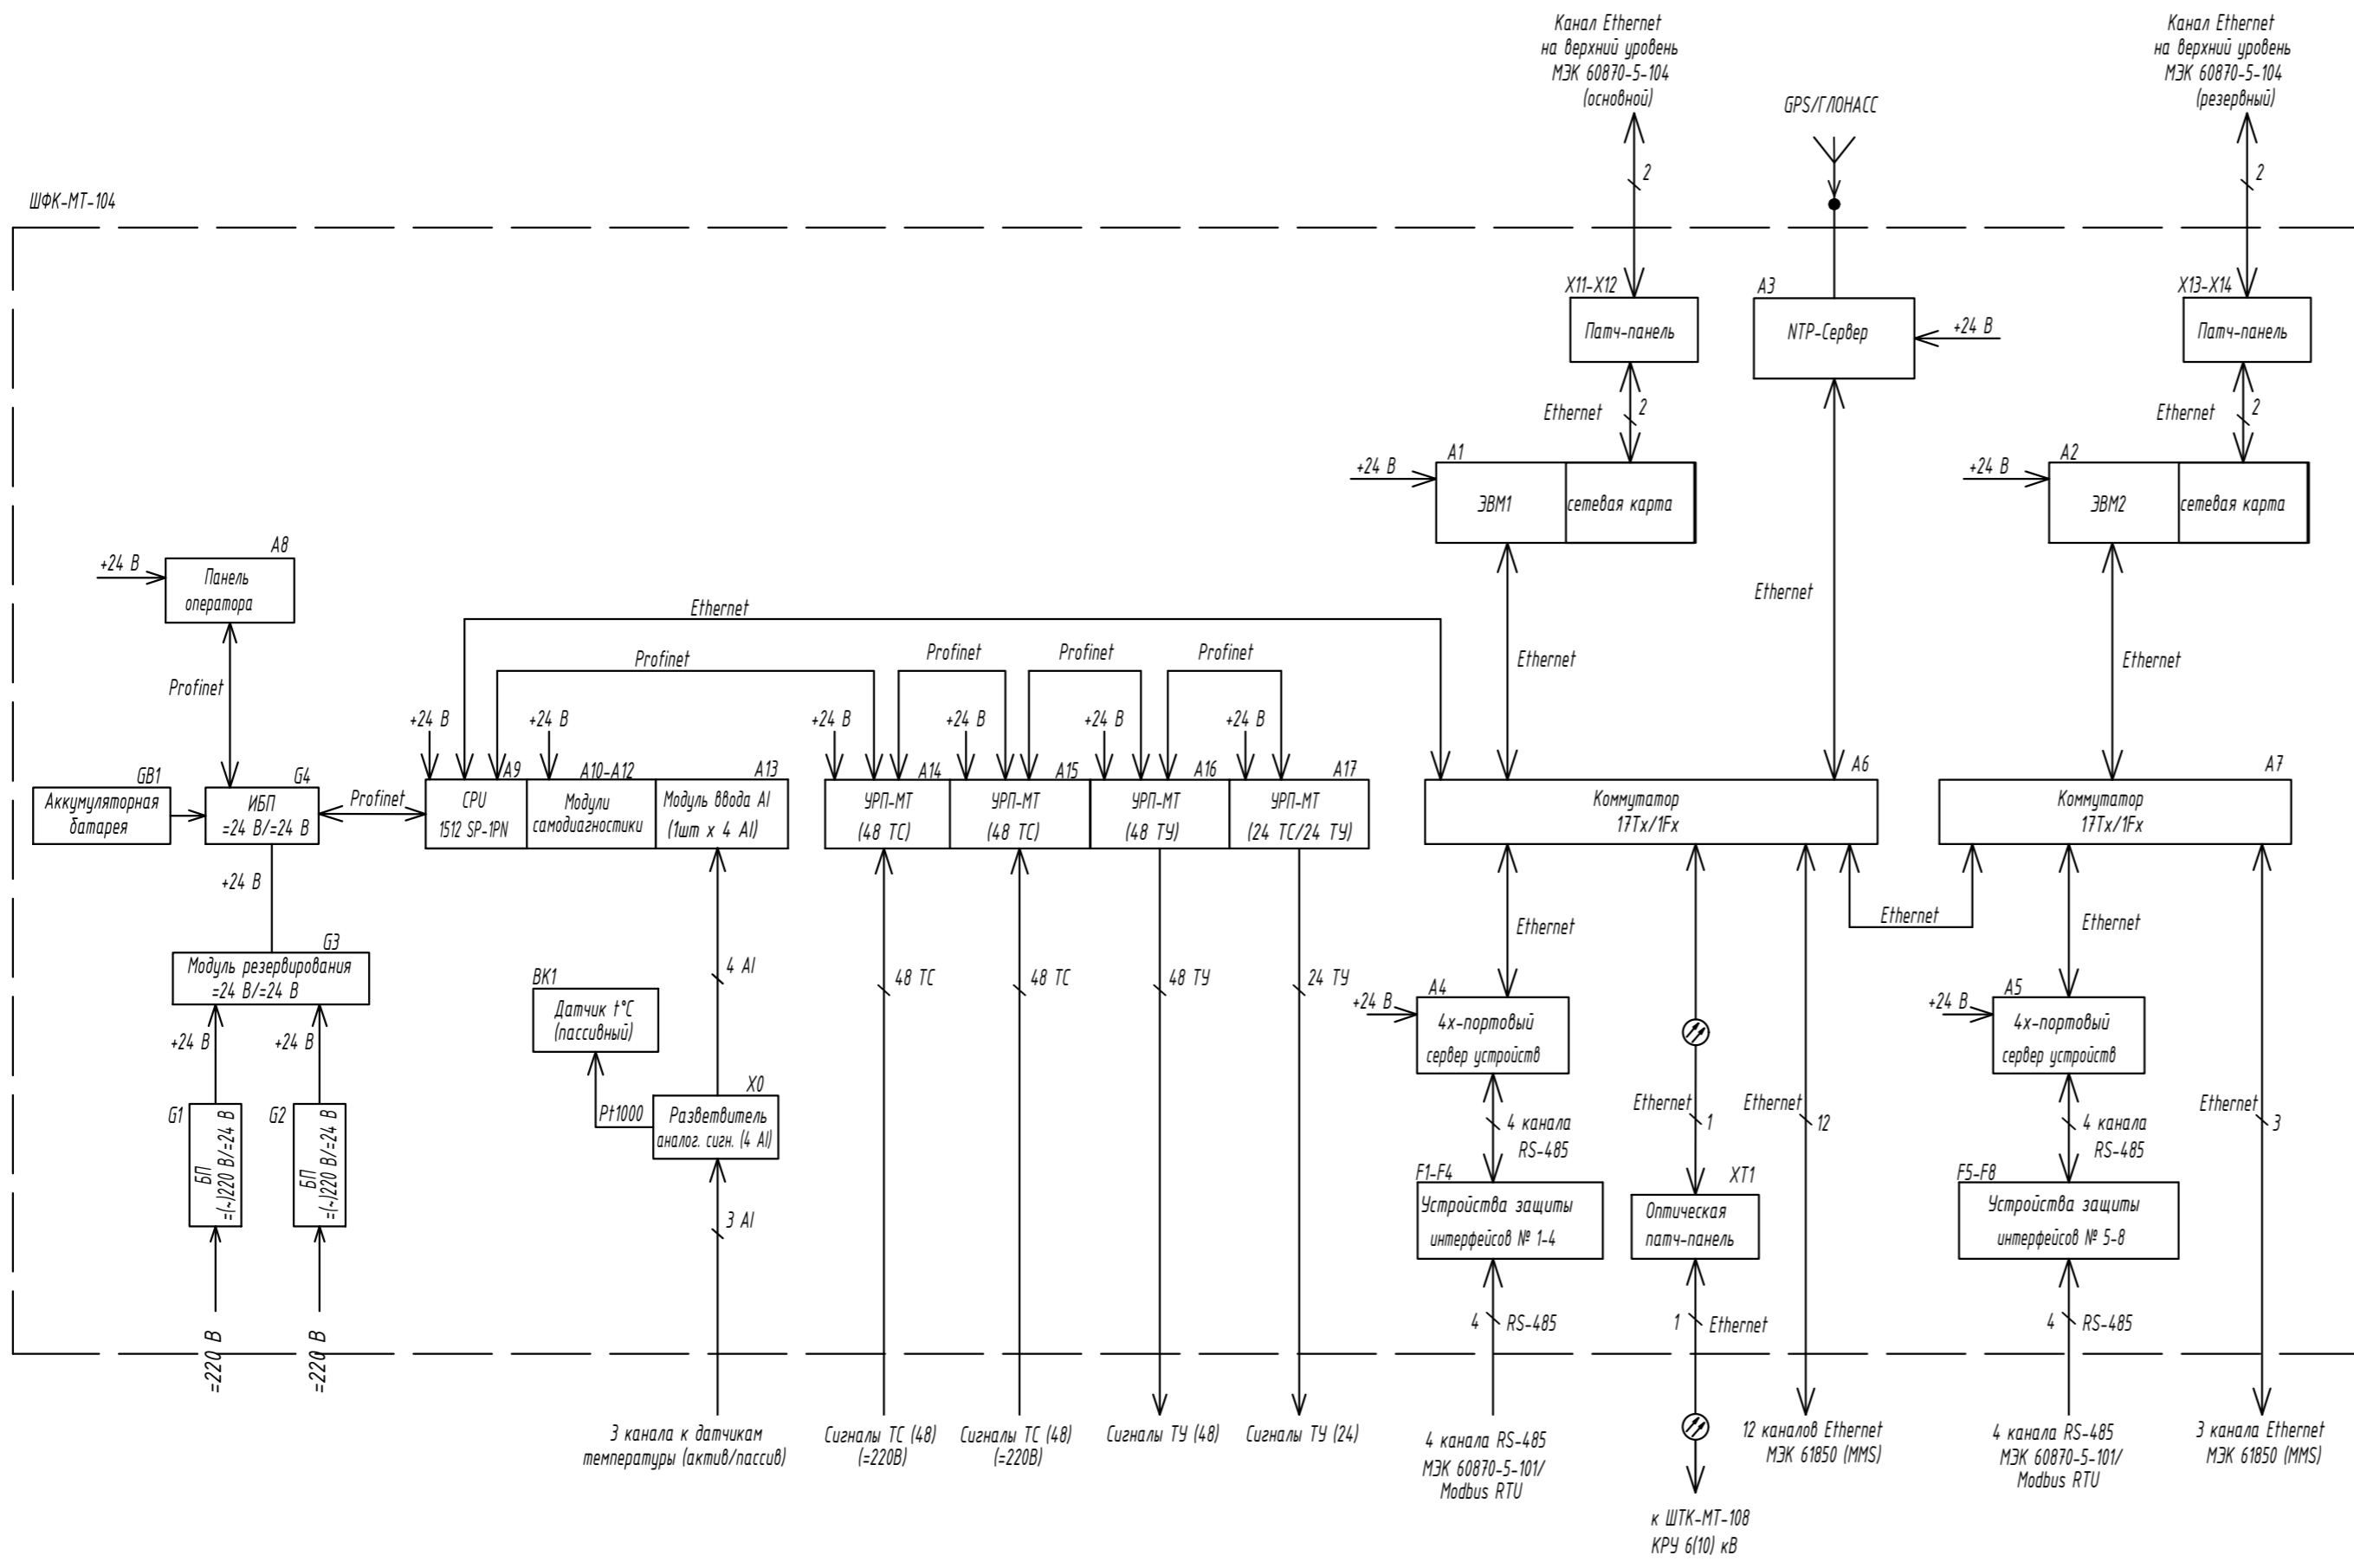 Канал Ethernet
на верхний уровень
МЭК 60870-5-104
(основной)
Канал Ethernet
на верхний уровень
МЭК 60870-5-104
(резервный)
GPS/ГЛОНАСС
2
2
ШФК-МТ-104
X11-X12
Патч-панель
A3
NTP-Сервер
+24 В
X13-X14
Патч-панель
Ethernet
2
Ethernet
2
+24 В
A1
ЭВМ1
сетевая карта
+24 В
A2
ЭВМ2
сетевая карта
+24 В
A8
Панель
оператора
Ethernet
Ethernet
Profinet
Profinet
Profinet
Profinet
Ethernet
Ethernet
Profinet
+24 В
+24 В
+24 В
+24 В
+24 В
+24 В
GB1
Аккумуляторная
батарея
G4
ИБП
=24 В/=24 В
Profinet
A9
CPU
1512 SP-1PN
A10-A12
Модули
самодиагностики
A13
Модуль ввода AI
(1шт x 4 AI)
A14
УРП-МТ
(48 ТС)
A15
УРП-МТ
(48 ТС)
A16
УРП-МТ
(48 ТУ)
A17
УРП-МТ
(24 ТС/24 ТУ)
A6
Коммутатор
17Tx/1Fx
A7
Коммутатор
17Tx/1Fx
+24 В
G3
Модуль резервирования
=24 В/=24 В
Ethernet
Ethernet
Ethernet
+24 В
+24 В
BK1
Датчик t°C
(пассивный)
4 AI
48 ТС
48 ТС
48 ТУ
24 ТУ
+24 В
A4
4х-портовый
сервер устройств
+24 В
A5
4х-портовый
сервер устройств
G1
БП
=(~)220 В/=24 В
G2
БП
=(~)220 В/=24 В
Pt1000
X0
Разветвитель
аналог. сигн. (4 AI)
3 AI
4 канала
RS-485
Ethernet
1
Ethernet
12
4 канала
RS-485
Ethernet
3
F1-F4
Устройства защиты
интерфейсов № 1-4
XT1
Оптическая
патч-панель
F5-F8
Устройства защиты
интерфейсов № 5-8
4
RS-485
1
Ethernet
4
RS-485
=220 В
=220 В
3 канала к датчикам
температуры (актив/пассив)
Сигналы ТС (48)
(=220В)
Сигналы ТС (48)
(=220В)
Сигналы ТУ (48)
Сигналы ТУ (24)
4 канала RS-485
МЭК 60870-5-101/
Modbus RTU
12 каналов Ethernet
МЭК 61850 (MMS)
4 канала RS-485
МЭК 60870-5-101/
Modbus RTU
3 канала Ethernet
МЭК 61850 (MMS)
к ШТК-МТ-108
КРУ 6(10) кВ